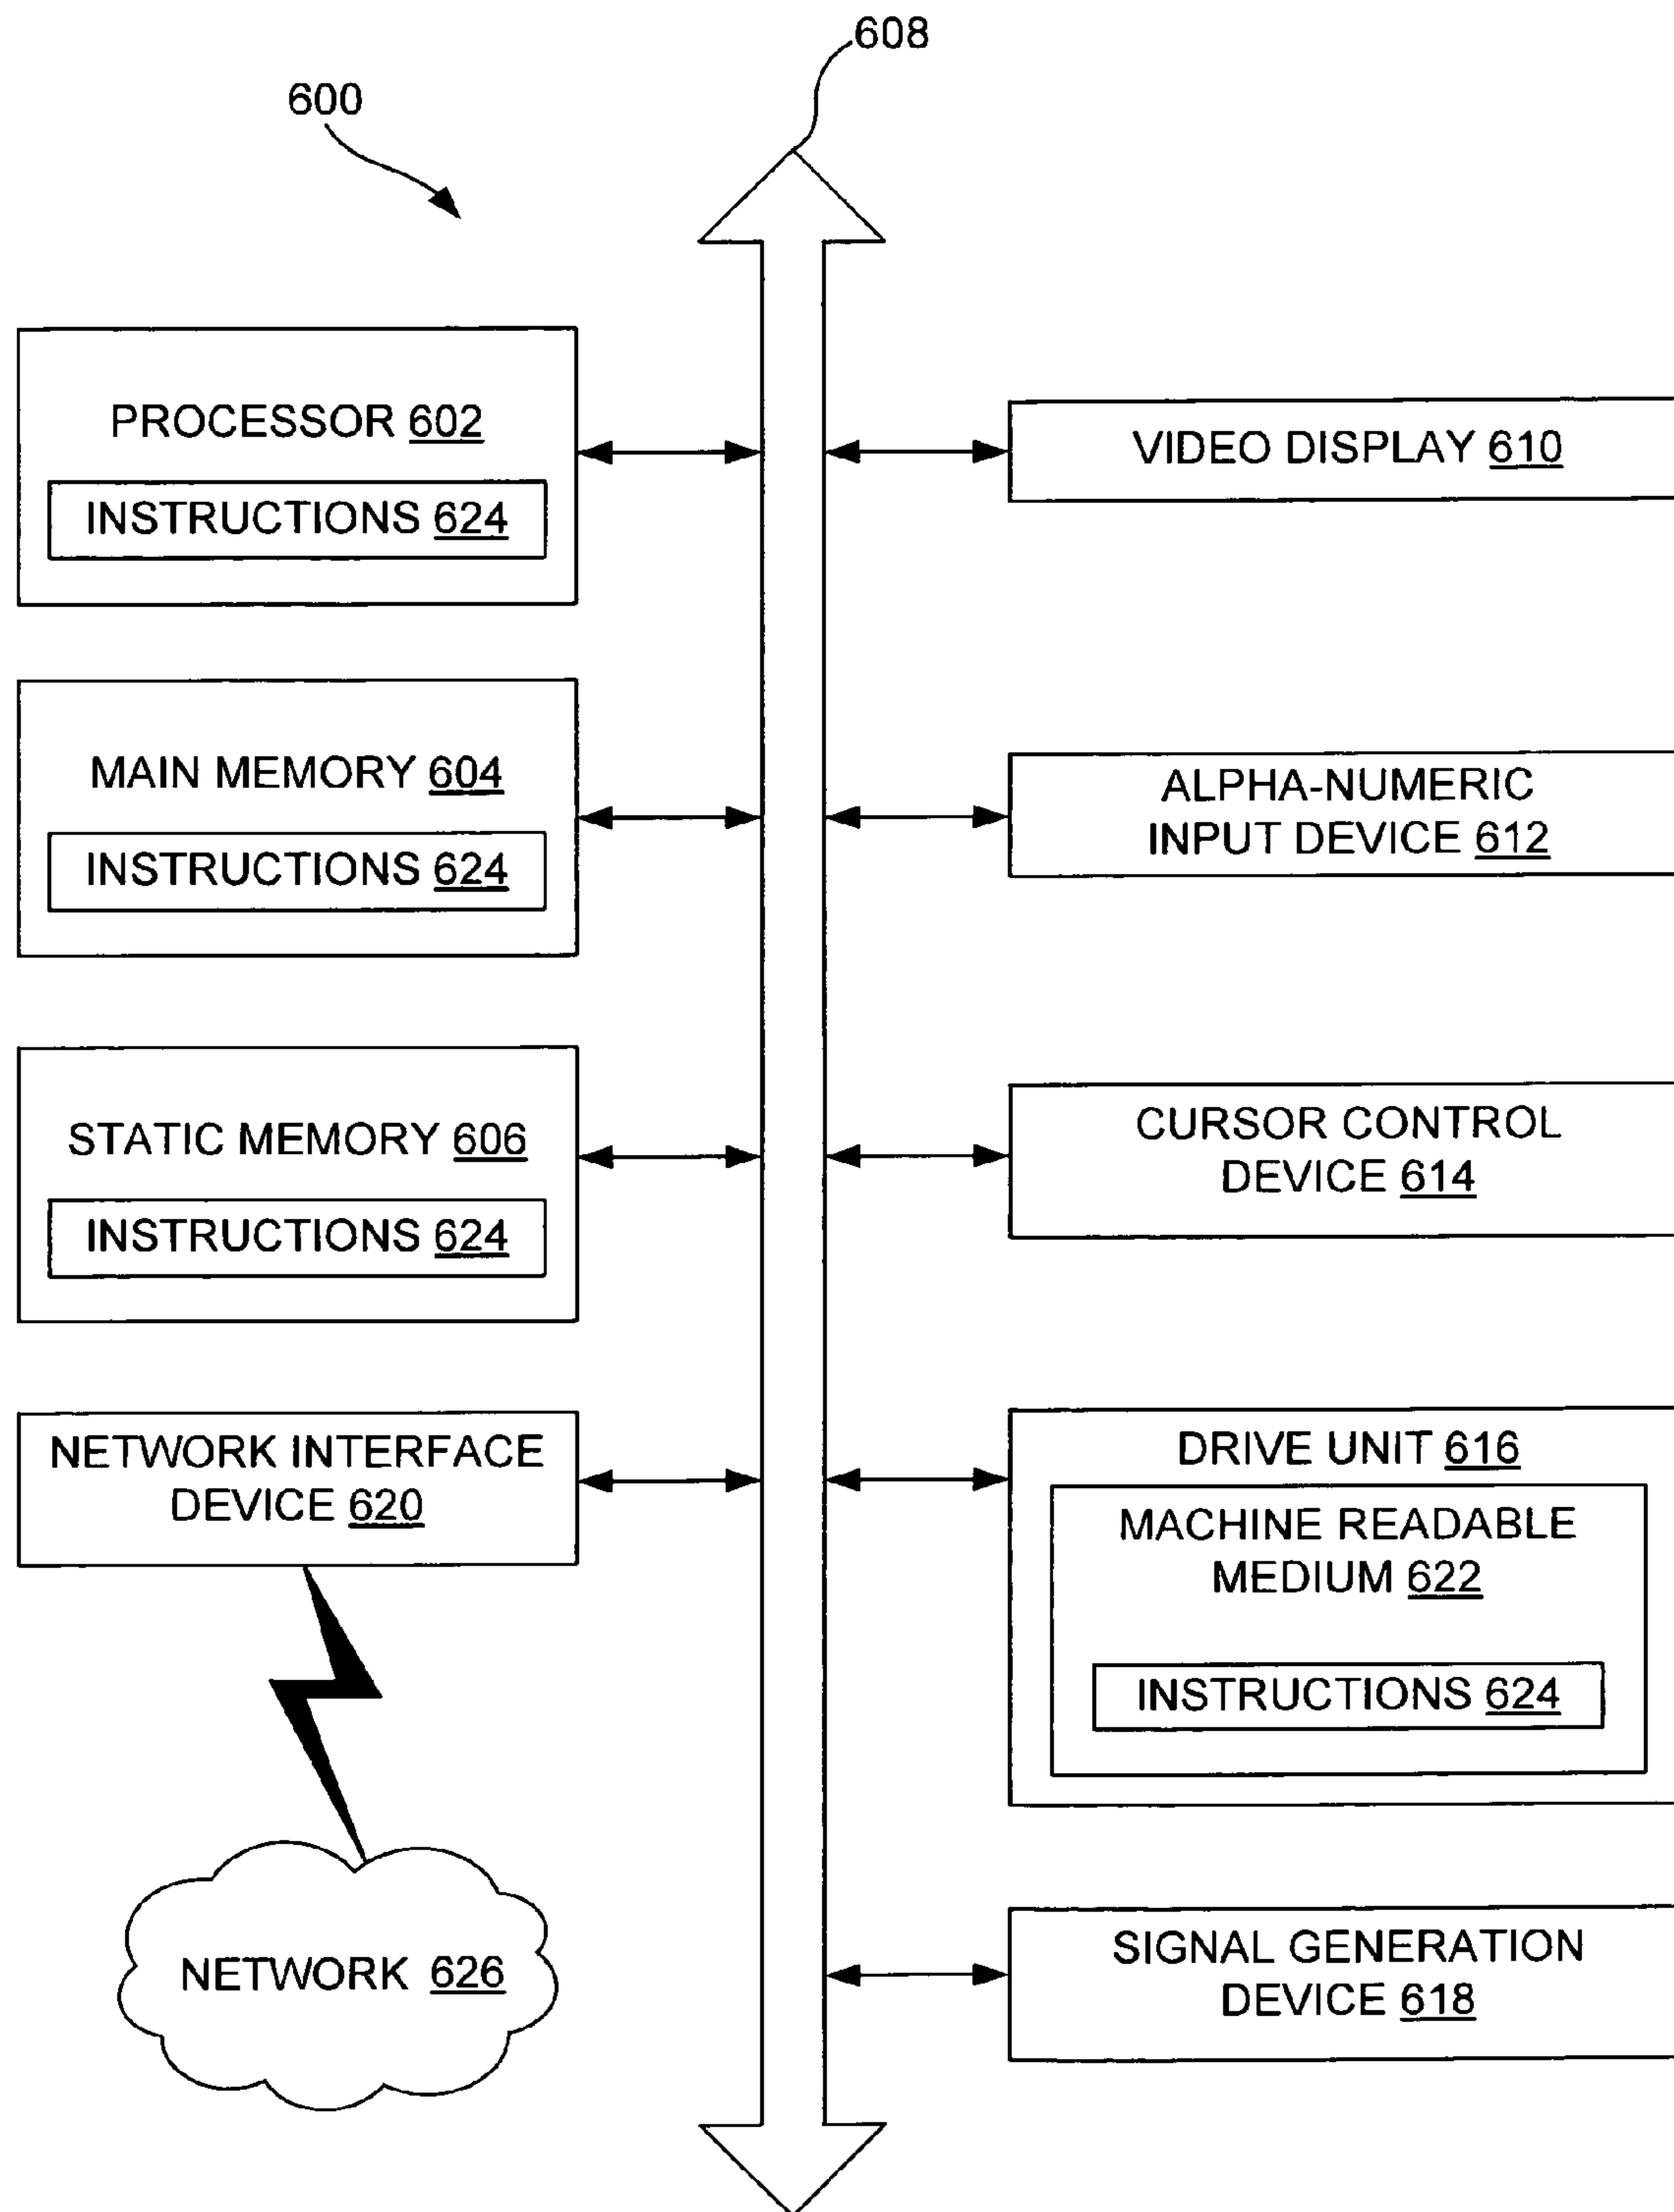 608
600
PROCESSOR 602
INSTRUCTIONS 624
MAIN MEMORY 604
INSTRUCTIONS 624
STATIC MEMORY 606
INSTRUCTIONS 624
NETWORK INTERFACE
DEVICE 620
NETWORK 626
VIDEO DISPLAY 610
ALPHA-NUMERIC
INPUT DEVICE 612
CURSOR CONTROL
DEVICE 614
DRIVE UNIT 616
MACHINE READABLE
MEDIUM 622
INSTRUCTIONS 624
SIGNAL GENERATION
DEVICE 618